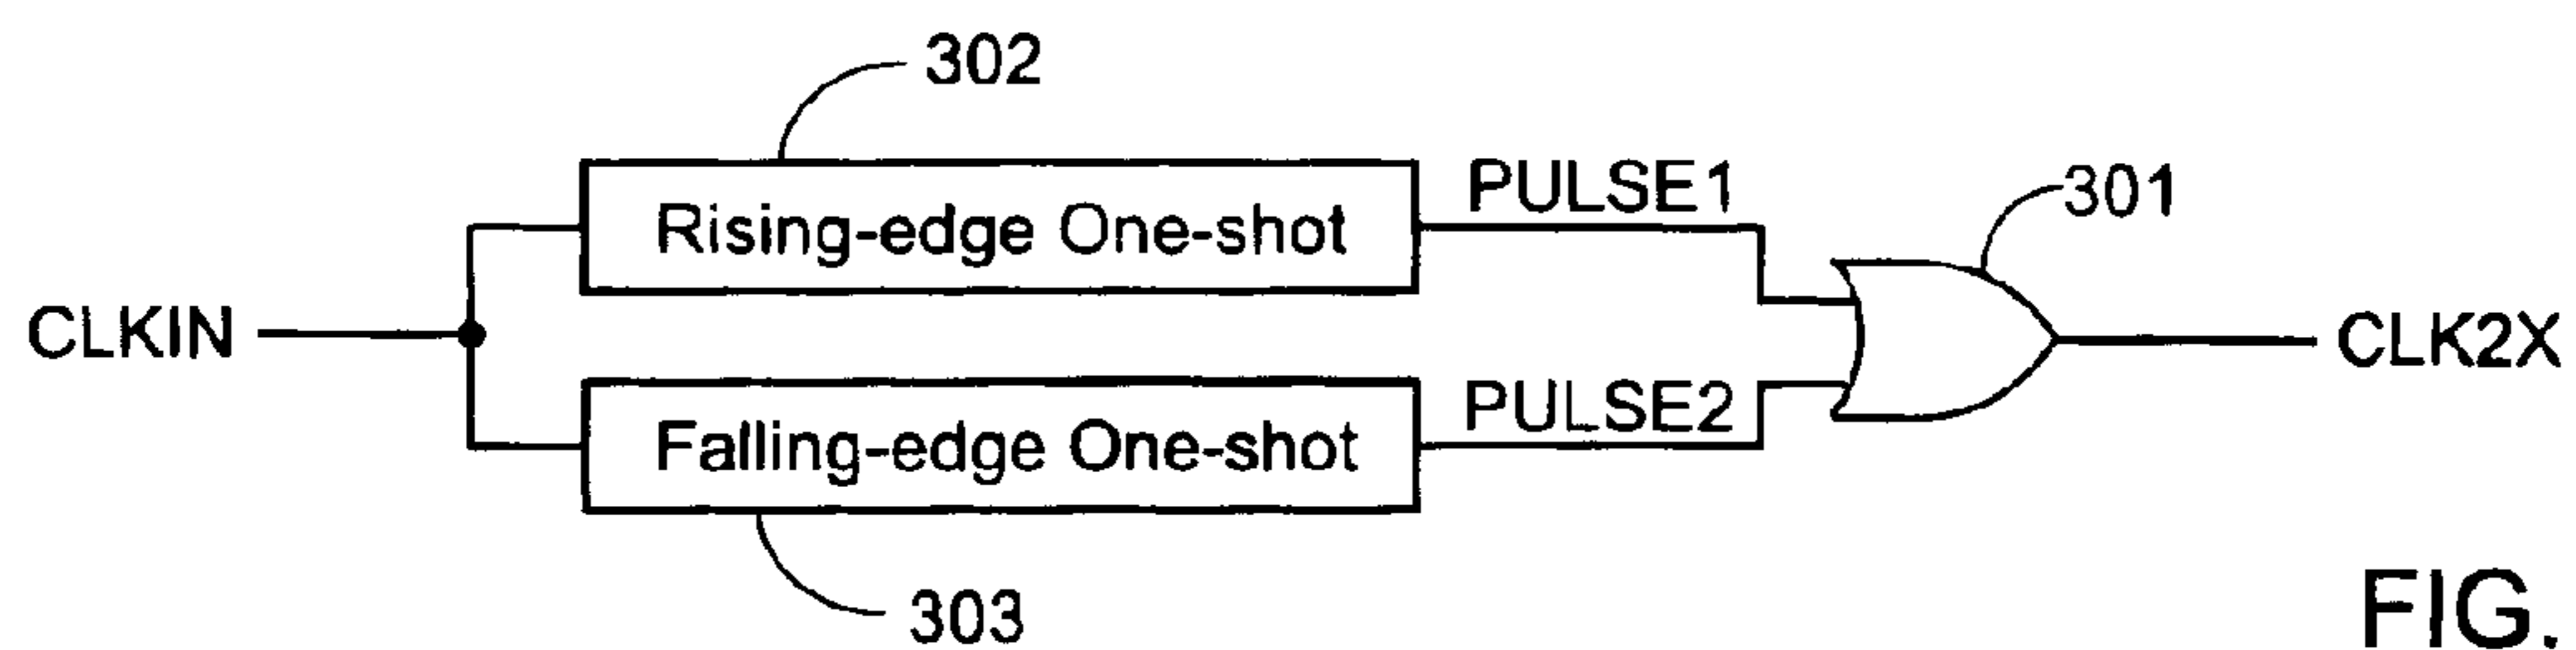 302
Rising-edge One-shot
PULSE1
301
CLKIN
CLK2X
Falling-edge One-shot
PULSE2
303
FIG.